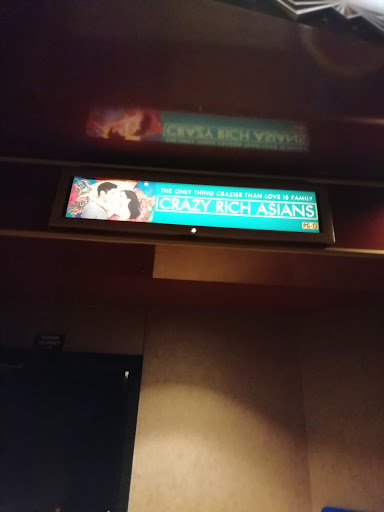 THE ONLY THING CRAZIER THAN LOVE IS FAMILY
CRAZY RICH ASIANS
PG-13